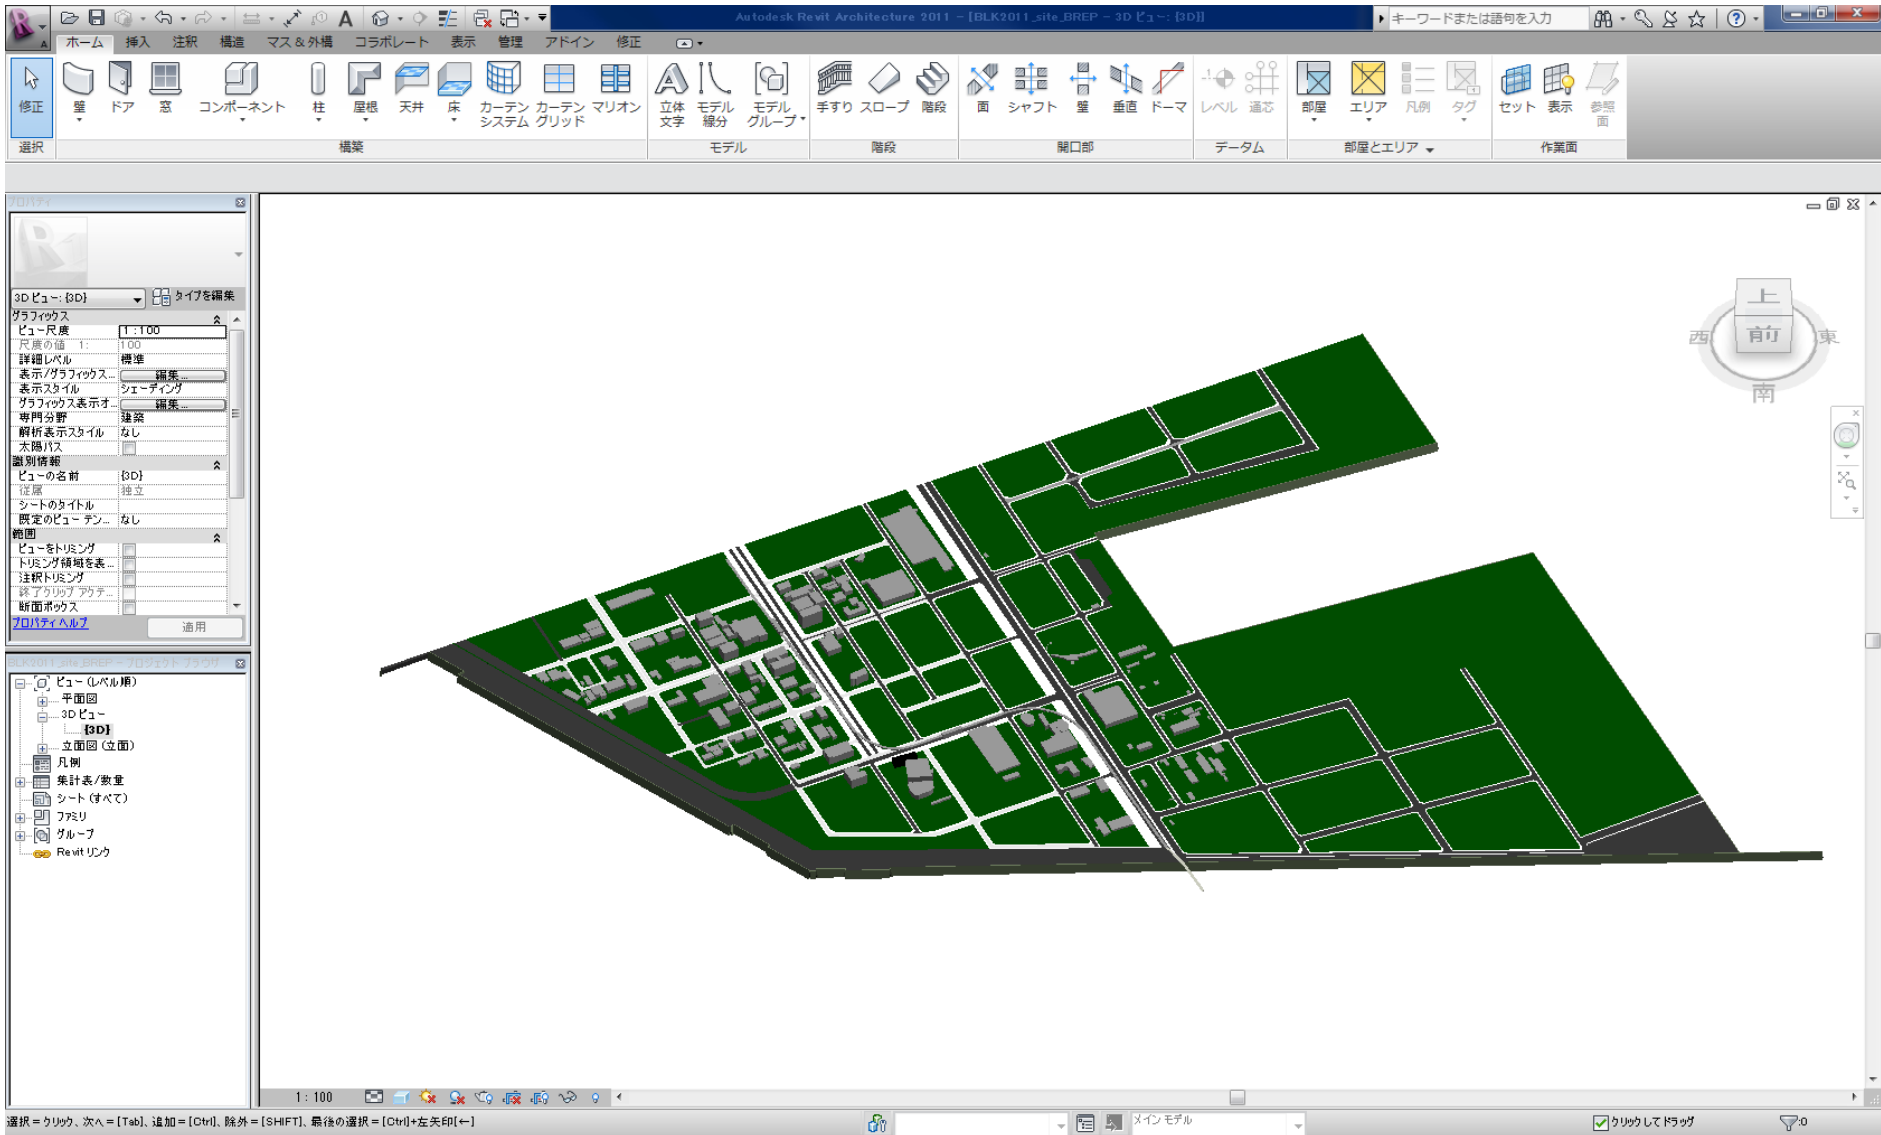 Autodesk Revit Architecture 2011 - [BLK2011_site_BREP - 3D ビュー: {3D}]
キーワードまたは語句を入力
ホーム 挿入 注釈 構造 マス & 外構 コラボレート 表示 管理 アドイン 修正
修正 壁 ドア 窓 コンポーネント 柱 屋根 天井 床 カーテン システム カーテン グリッド マリオン 立体 文字 モデル 線分 モデル グループ 手すり スロープ 階段 面 シャフト 壁 垂直 ドーマ レベル 通芯 部屋 エリア 凡例 タグ セット 表示 参照 面
選択 構築 モデル 階段 開口部 データム 部屋とエリア 作業面
プロパティ
3D ビュー: {3D} タイプを編集
グラフィックス
ビュー尺度 1 : 100
尺度の値 1: 100
詳細レベル 標準
表示/グラフィックス... 編集...
表示スタイル シェーディング
グラフィックス表示オ... 編集...
専門分野 建築
解析表示スタイル なし
太陽パス
識別情報
ビューの名前 {3D}
従属 独立
シートのタイトル
既定のビュー テン... なし
範囲
ビューをトリミング
トリミング領域を表...
注釈トリミング
終了クリップ アクテ...
断面ボックス
プロパティ ヘルプ 適用
BLK2011_site_BREP - プロジェクト ブラウザ
ビュー (レベル順)
平面図
3D ビュー
{3D}
立面図 (立面)
凡例
集計表/数量
シート (すべて)
ファミリ
グループ
Revit リンク
上
西 前 東
南
1 : 100
選択 = クリック、次へ = [Tab]、追加 = [Ctrl]、除外 = [SHIFT]、最後の選択 = [Ctrl]+左矢印[←]
メイン モデル
クリックしてドラッグ
:0